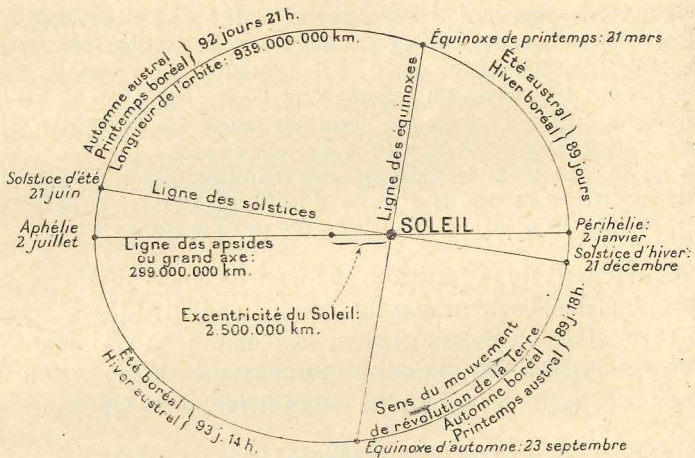 Automne austral
Printemps boréal
92 jours 21 h.
Longueur de l'orbite: 939.000.000 km.
Équinoxe de printemps: 21 mars
Été austral
Hiver boréal
89 jours
Ligne des équinoxes
Solstice d'été
21 juin
Ligne des solstices
SOLEIL
Aphélie
2 juillet
Ligne des apsides
ou grand axe:
299.000.000 km.
Périhélie:
2 janvier
Solstice d'hiver:
21 décembre
Excentricité du Soleil:
2.500.000 km.
Été boréal
Hiver austral
93 j. 14 h.
Sens du mouvement
de révolution de la Terre
Automne boréal
Printemps austral
89 j. 18 h.
Équinoxe d'automne: 23 septembre